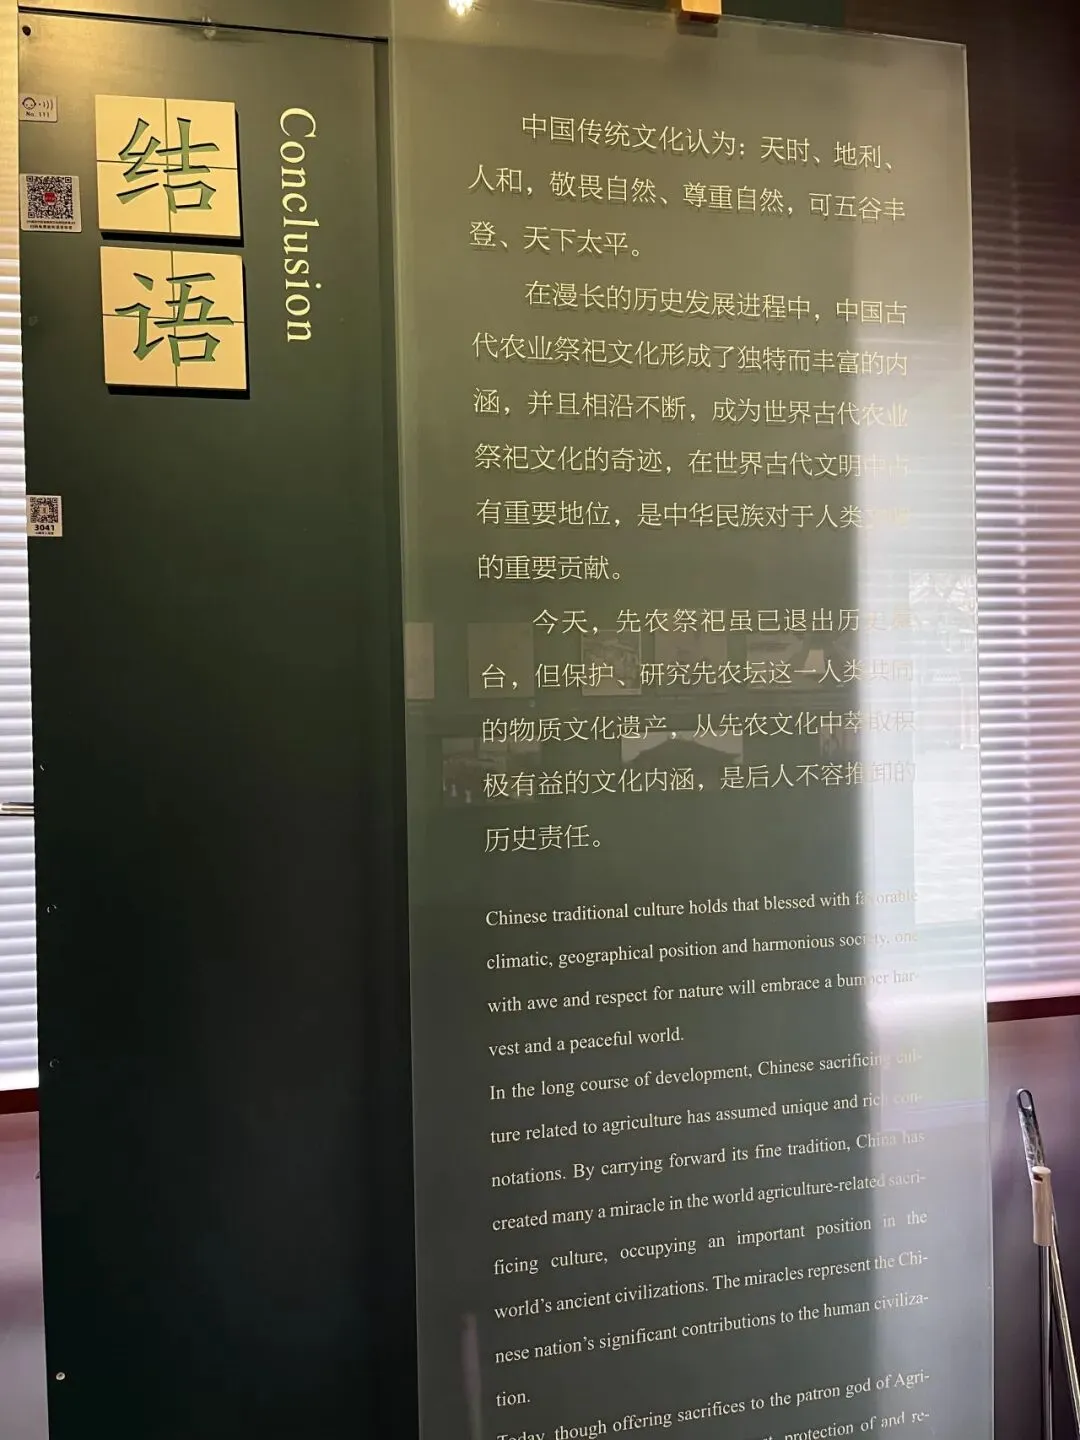 结语
Conclusion
No. 111
3041
中国传统文化认为：天时、地利、
人和，敬畏自然、尊重自然，可五谷丰
登、天下太平。
在漫长的历史发展进程中，中国古
代农业祭祀文化形成了独特而丰富的内
涵，并且相沿不断，成为世界古代农业
祭祀文化的奇迹，在世界古代文明中占
有重要地位，是中华民族对于人类
的重要贡献。
今天，先农祭祀虽已退出历史舞
台，但保护、研究先农坛这一人类共同
的物质文化遗产，从先农文化中萃取积
极有益的文化内涵，是后人不容推卸的
历史责任。
Chinese traditional culture holds that blessed with favorable
climatic, geographical position and harmonious society, one
with awe and respect for nature will embrace a bumper har-
vest and a peaceful world.
In the long course of development, Chinese sacrificing cul-
ture related to agriculture has assumed unique and rich con-
notations. By carrying forward its fine tradition, China has
created many a miracle in the world agriculture-related sacri-
ficing culture, occupying an important position in the
world's ancient civilizations. The miracles represent the Chi-
nese nation's significant contributions to the human civiliza-
tion.
Today, though offering sacrifices to the patron god of Agri-
protection of and re-